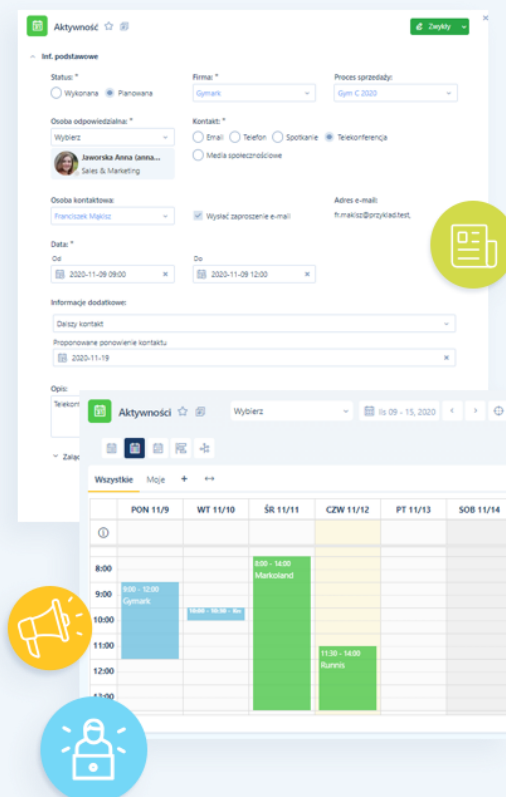 Aktywność
Zwykły
Inf. podstawowe
Status: * Firma: * Proces sprzedaży:
Wykonana Planowana Gymark Gym C 2020
Osoba odpowiedzialna: * Kontakt: *
Wybierz Email Telefon Spotkanie Telekonferencja
Media społecznościowe
Jaworska Anna (anna...
Sales & Marketing
Osoba kontaktowa: Adres e-mail:
Franciszek Mąkisz Wysłać zaproszenie e-mail fr.makisz@przyklad.test,
Data: *
Od Do
2020-11-09 09:00 2020-11-09 12:00
Informacje dodatkowe:
Dalszy kontakt
Proponowane ponowienie kontaktu
2020-11-19
Opis:
Telekon
Załąc
Aktywności Wybierz lis 09 - 15, 2020
Wszystkie Moje
PON 11/9 WT 11/10 ŚR 11/11 CZW 11/12 PT 11/13 SOB 11/14
8:00
9:00
10:00
11:00
12:00
13:00
9:00 - 12:00
Gymark
8:00 - 14:00
Markoland
11:30 - 14:00
Runnis